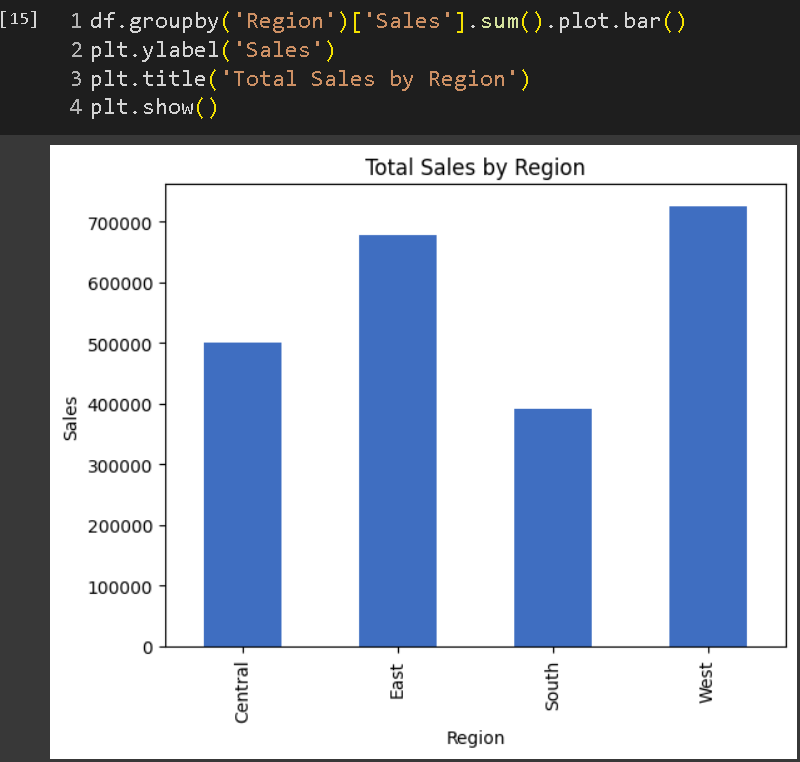 [15] 1 df.groupby('Region')['Sales'].sum().plot.bar()
2 plt.ylabel('Sales')
3 plt.title('Total Sales by Region')
4 plt.show()
Total Sales by Region
700000
600000
500000
400000
300000
200000
100000
0
Sales
Central
East
South
West
Region